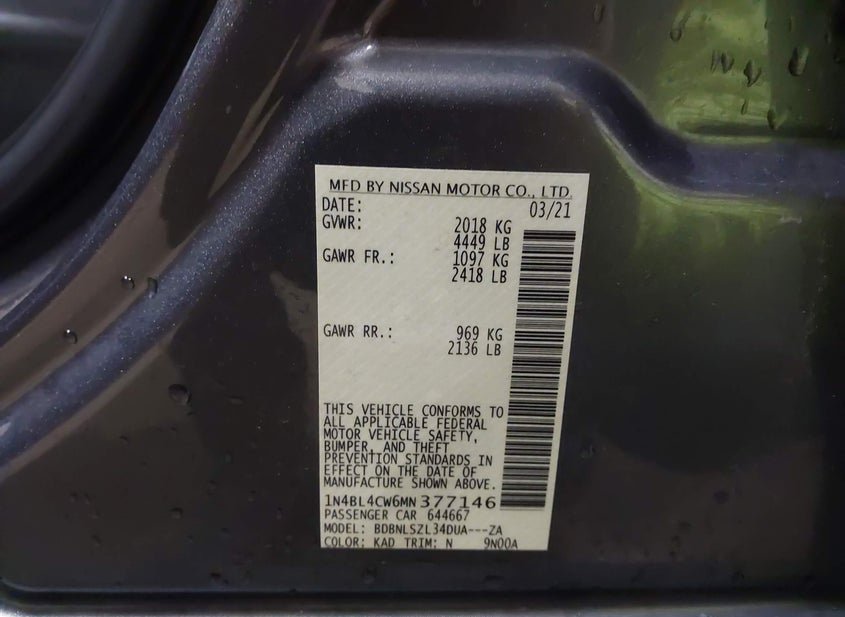 MFD BY NISSAN MOTOR CO., LTD.
DATE: 03/21
GVWR: 2018 KG
4449 LB
GAWR FR.: 1097 KG
2418 LB
GAWR RR.: 969 KG
2136 LB
THIS VEHICLE CONFORMS TO
ALL APPLICABLE FEDERAL
MOTOR VEHICLE SAFETY,
BUMPER, AND THEFT
PREVENTION STANDARDS IN
EFFECT ON THE DATE OF
MANUFACTURE SHOWN ABOVE.
1N4BL4CW6MN377146
PASSENGER CAR 644667
MODEL: BDBNLSZL34DUA---ZA
COLOR: KAD TRIM: N 9N00A